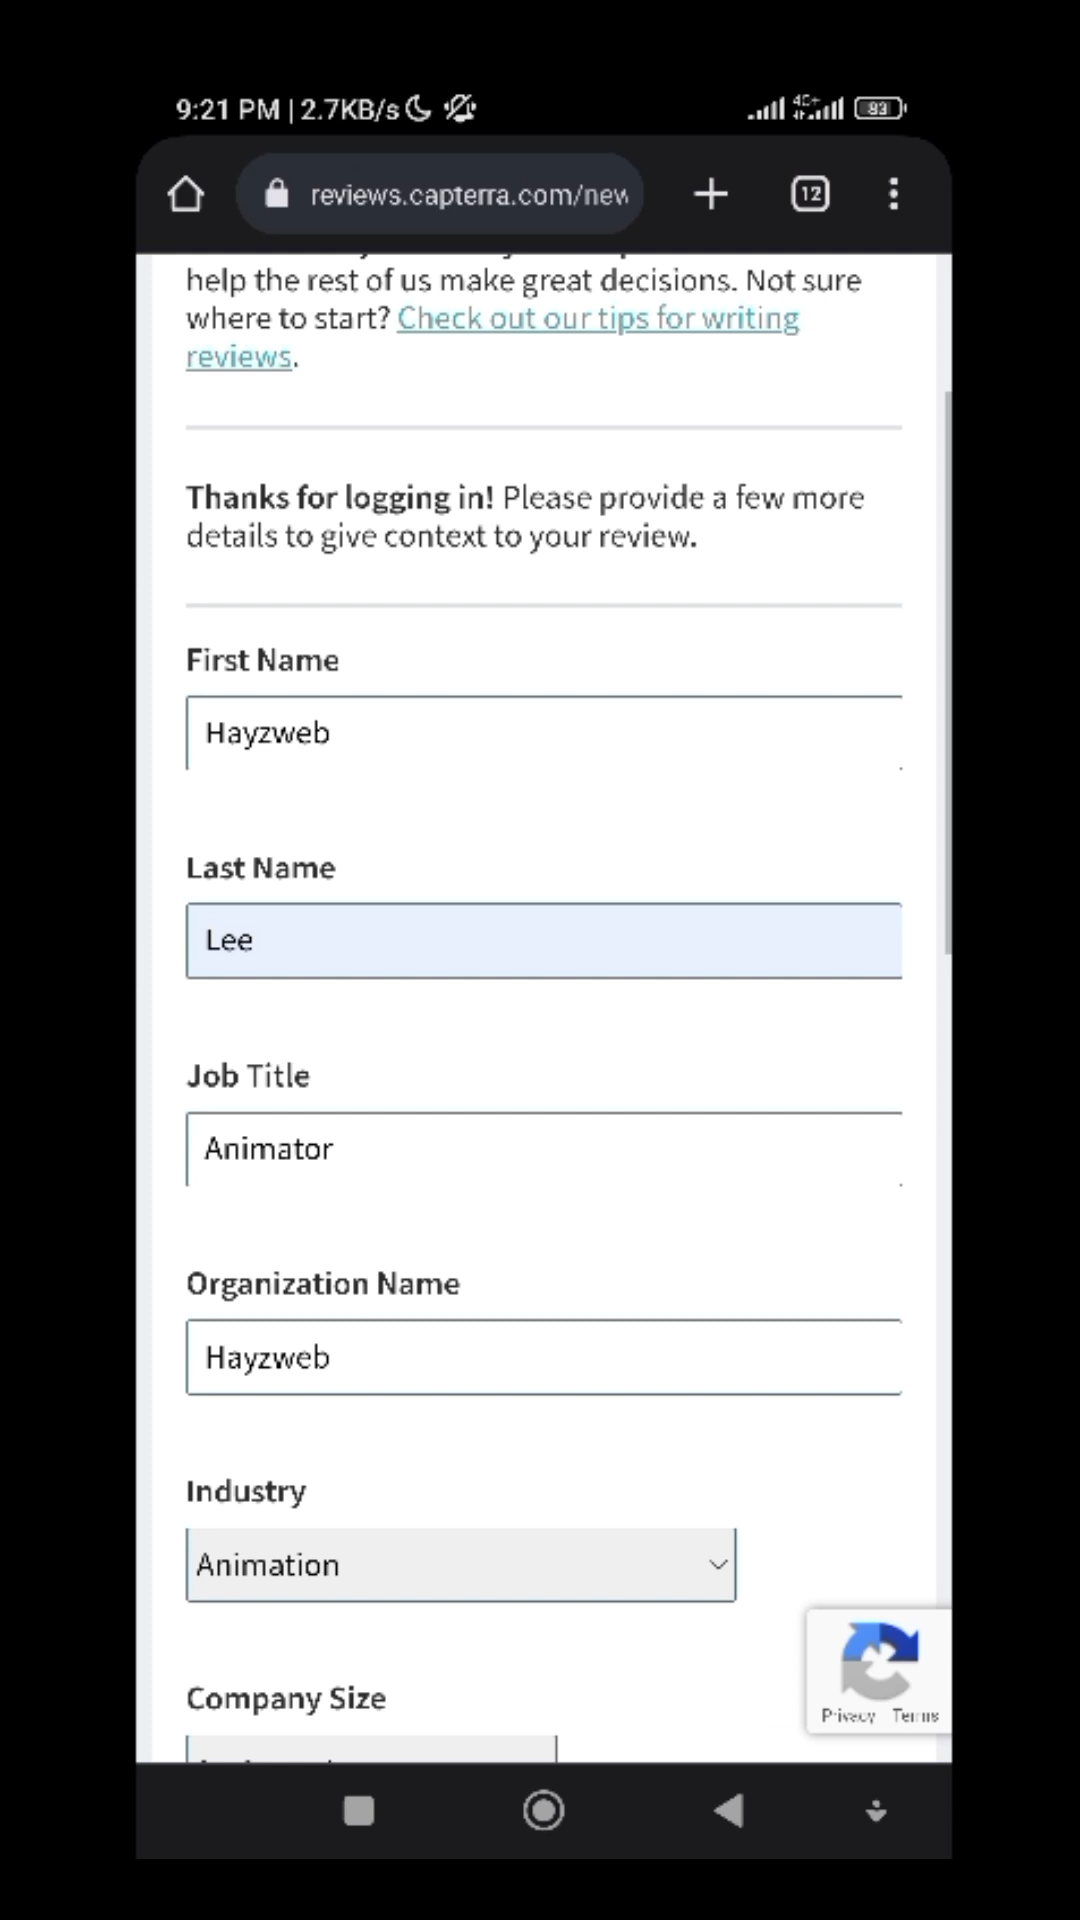 9:21 PM | 2.7KB/s
4G+
83
reviews.capterra.com/new
12
help the rest of us make great decisions. Not sure
where to start? Check out our tips for writing
reviews.
Thanks for logging in! Please provide a few more
details to give context to your review.
First Name
Hayzweb
Last Name
Lee
Job Title
Animator
Organization Name
Hayzweb
Industry
Animation
Company Size
Privacy Terms